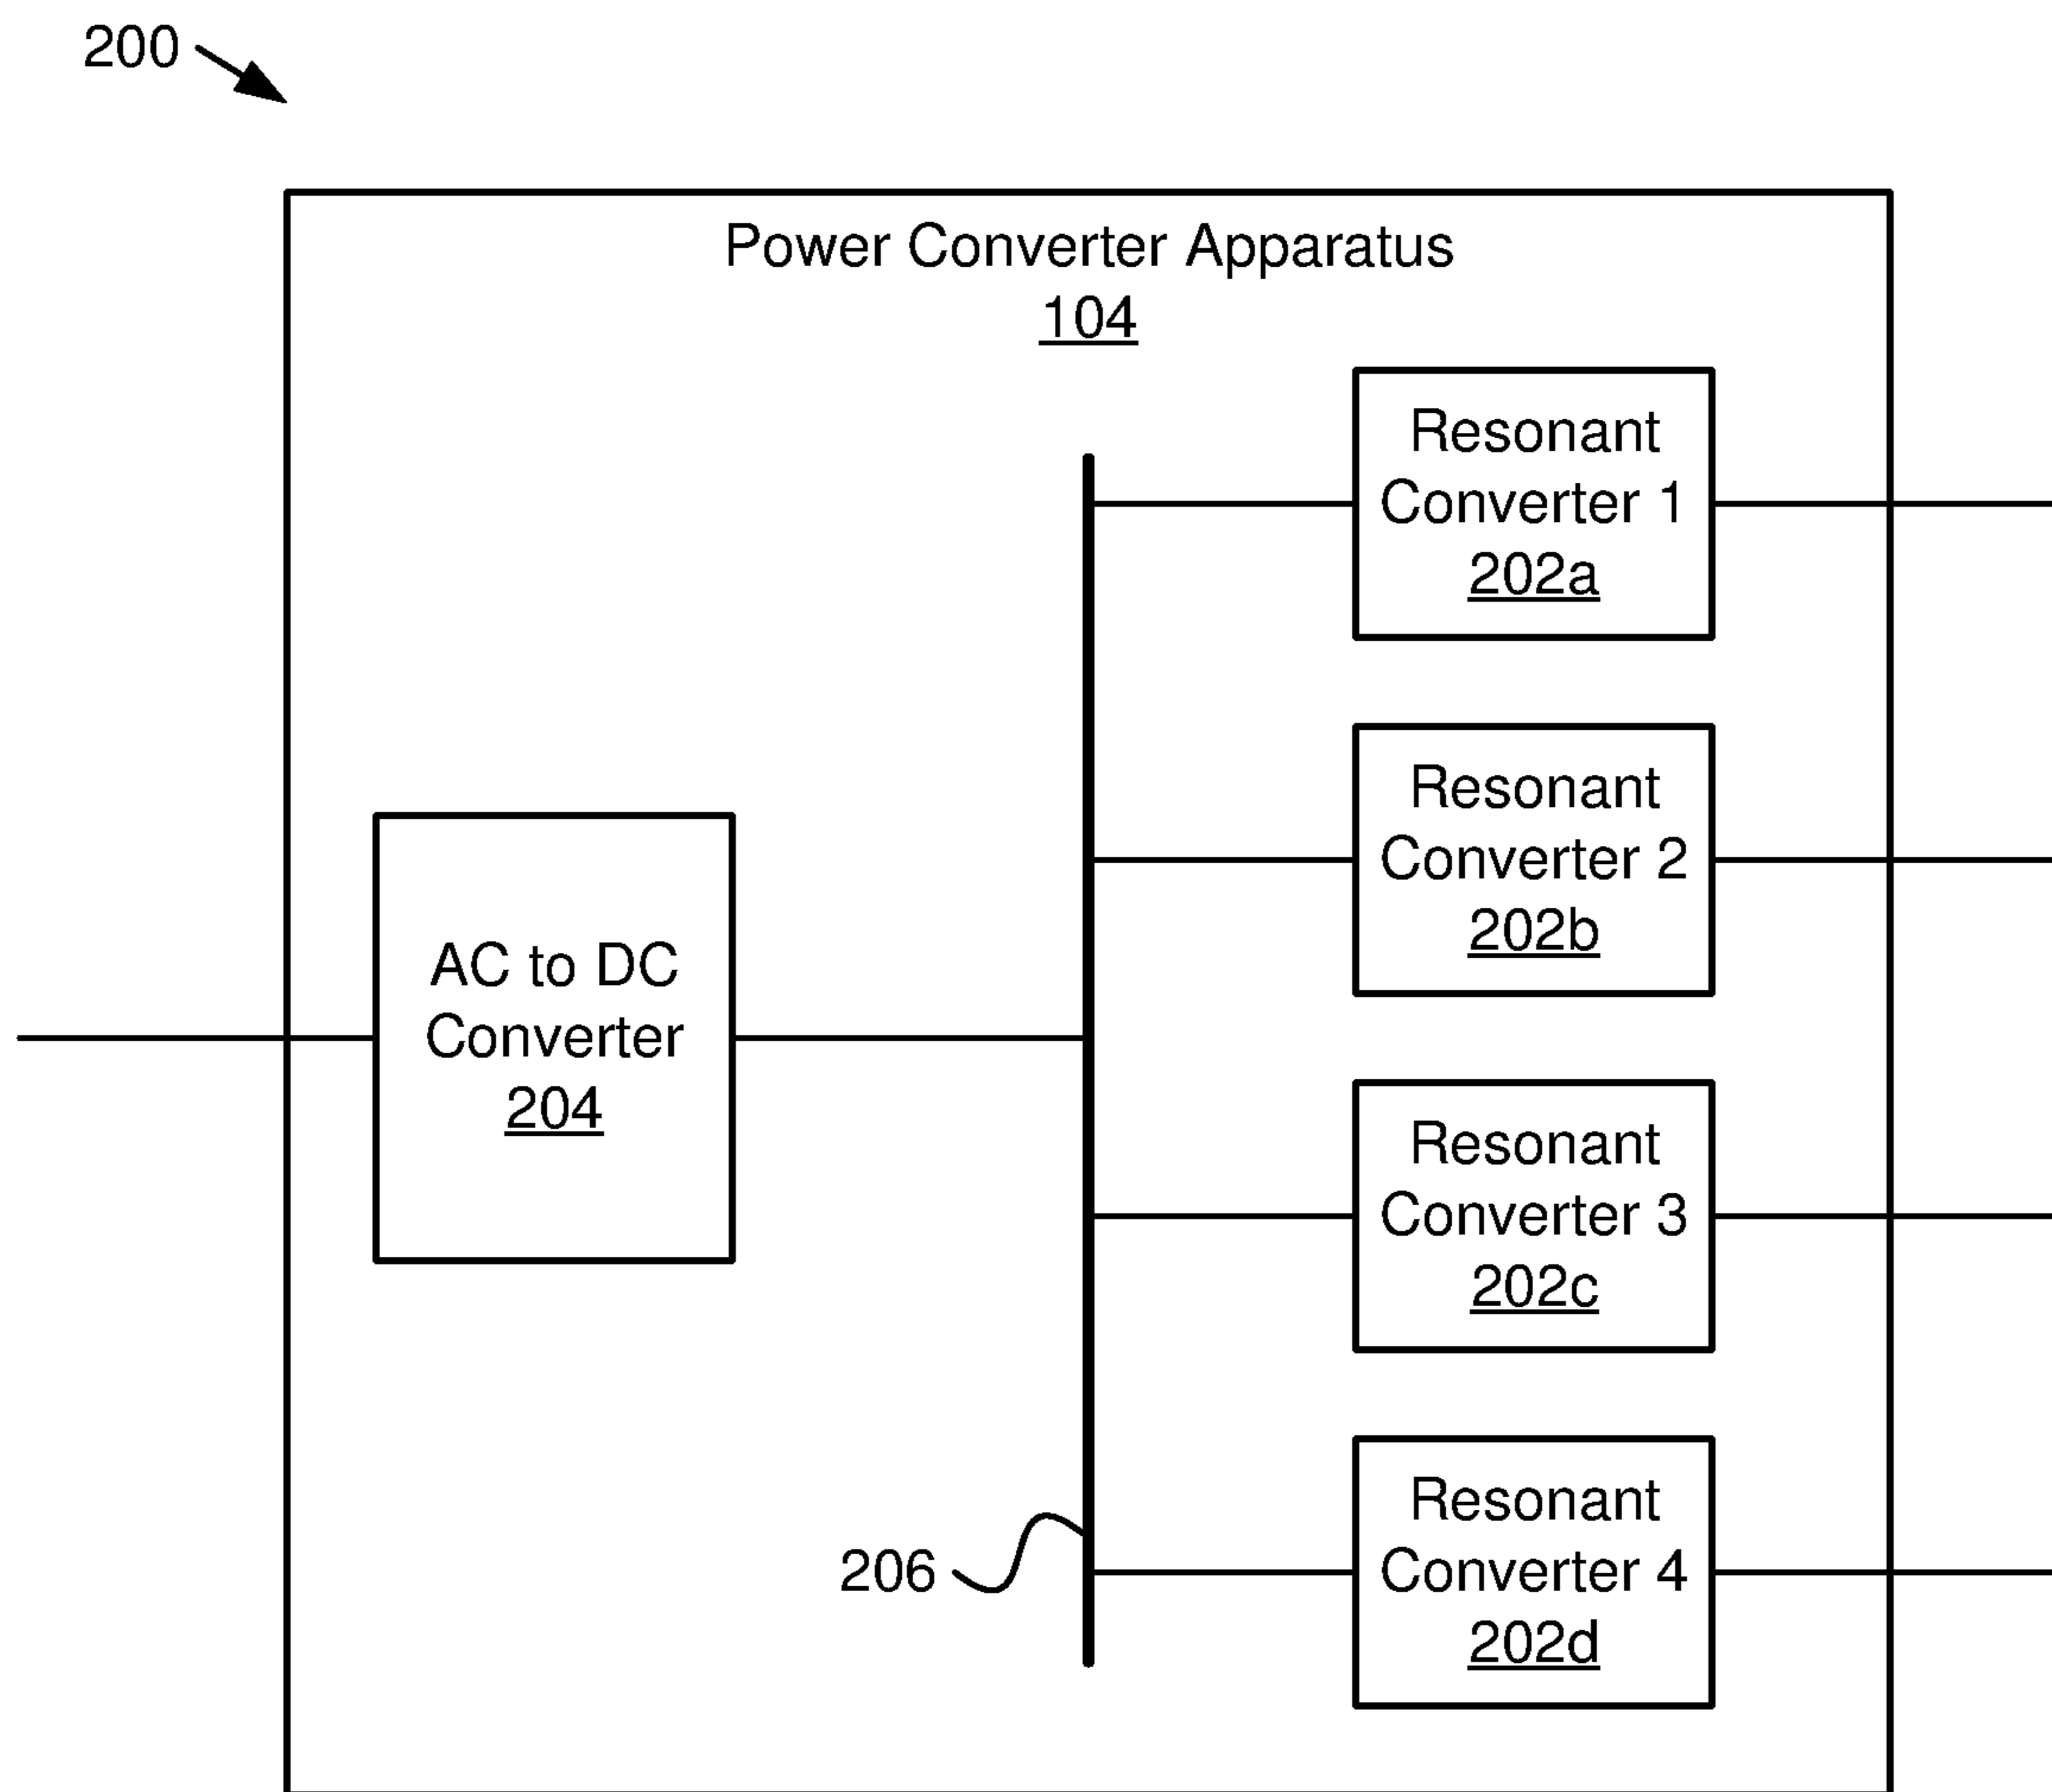 200
Power Converter Apparatus
104
Resonant
Converter 1
202a
Resonant
Converter 2
202b
AC to DC
Converter
204
Resonant
Converter 3
202c
Resonant
Converter 4
202d
206